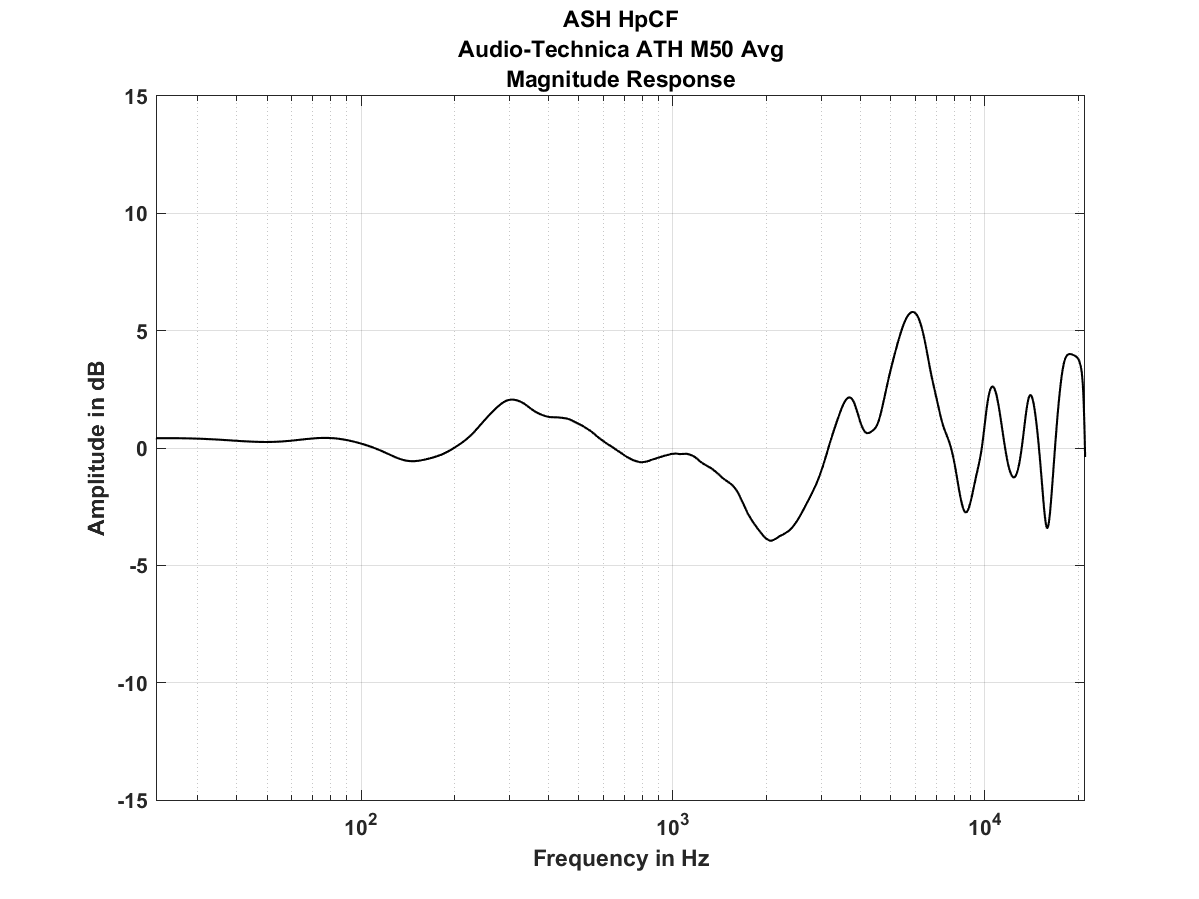 ASH HpCF
Audio-Technica ATH M50 Avg
Magnitude Response
15
10
5
0
-5
-10
-15
Amplitude in dB
10² 10³ 10⁴
Frequency in Hz